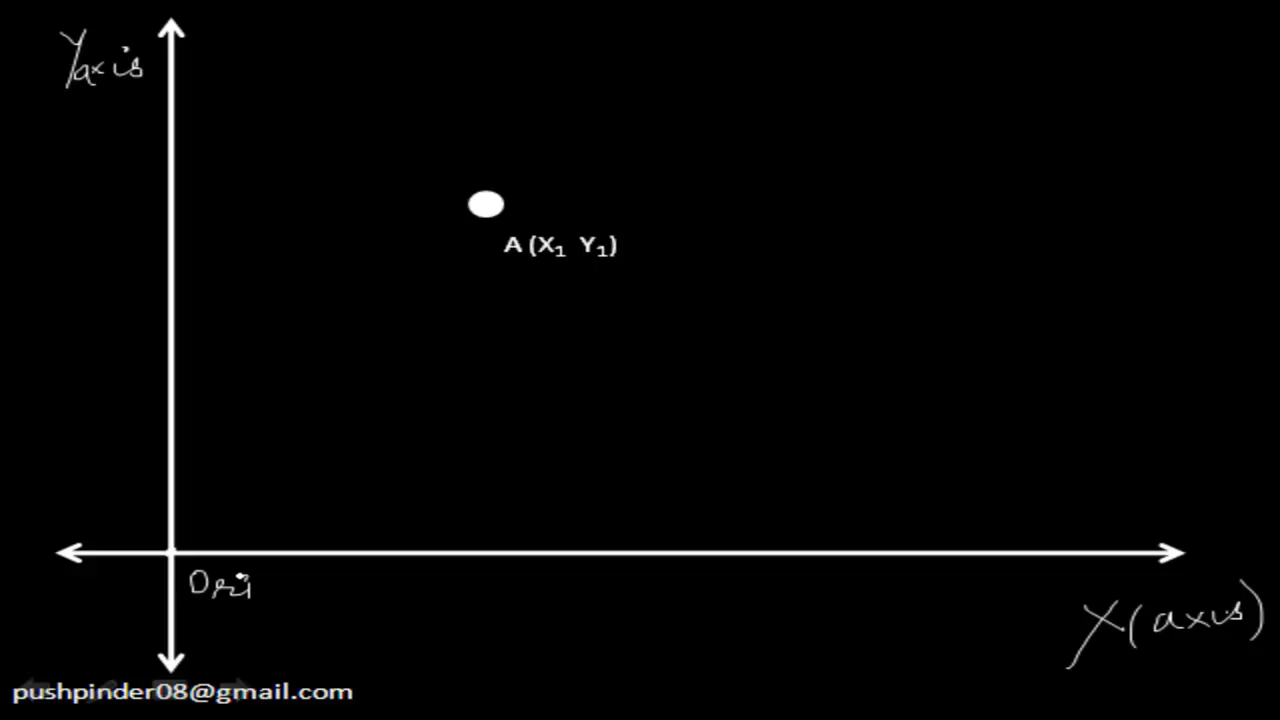 Yaxis
A (X₁ Y₁)
Ori
X(axis)
pushpinder08@gmail.com